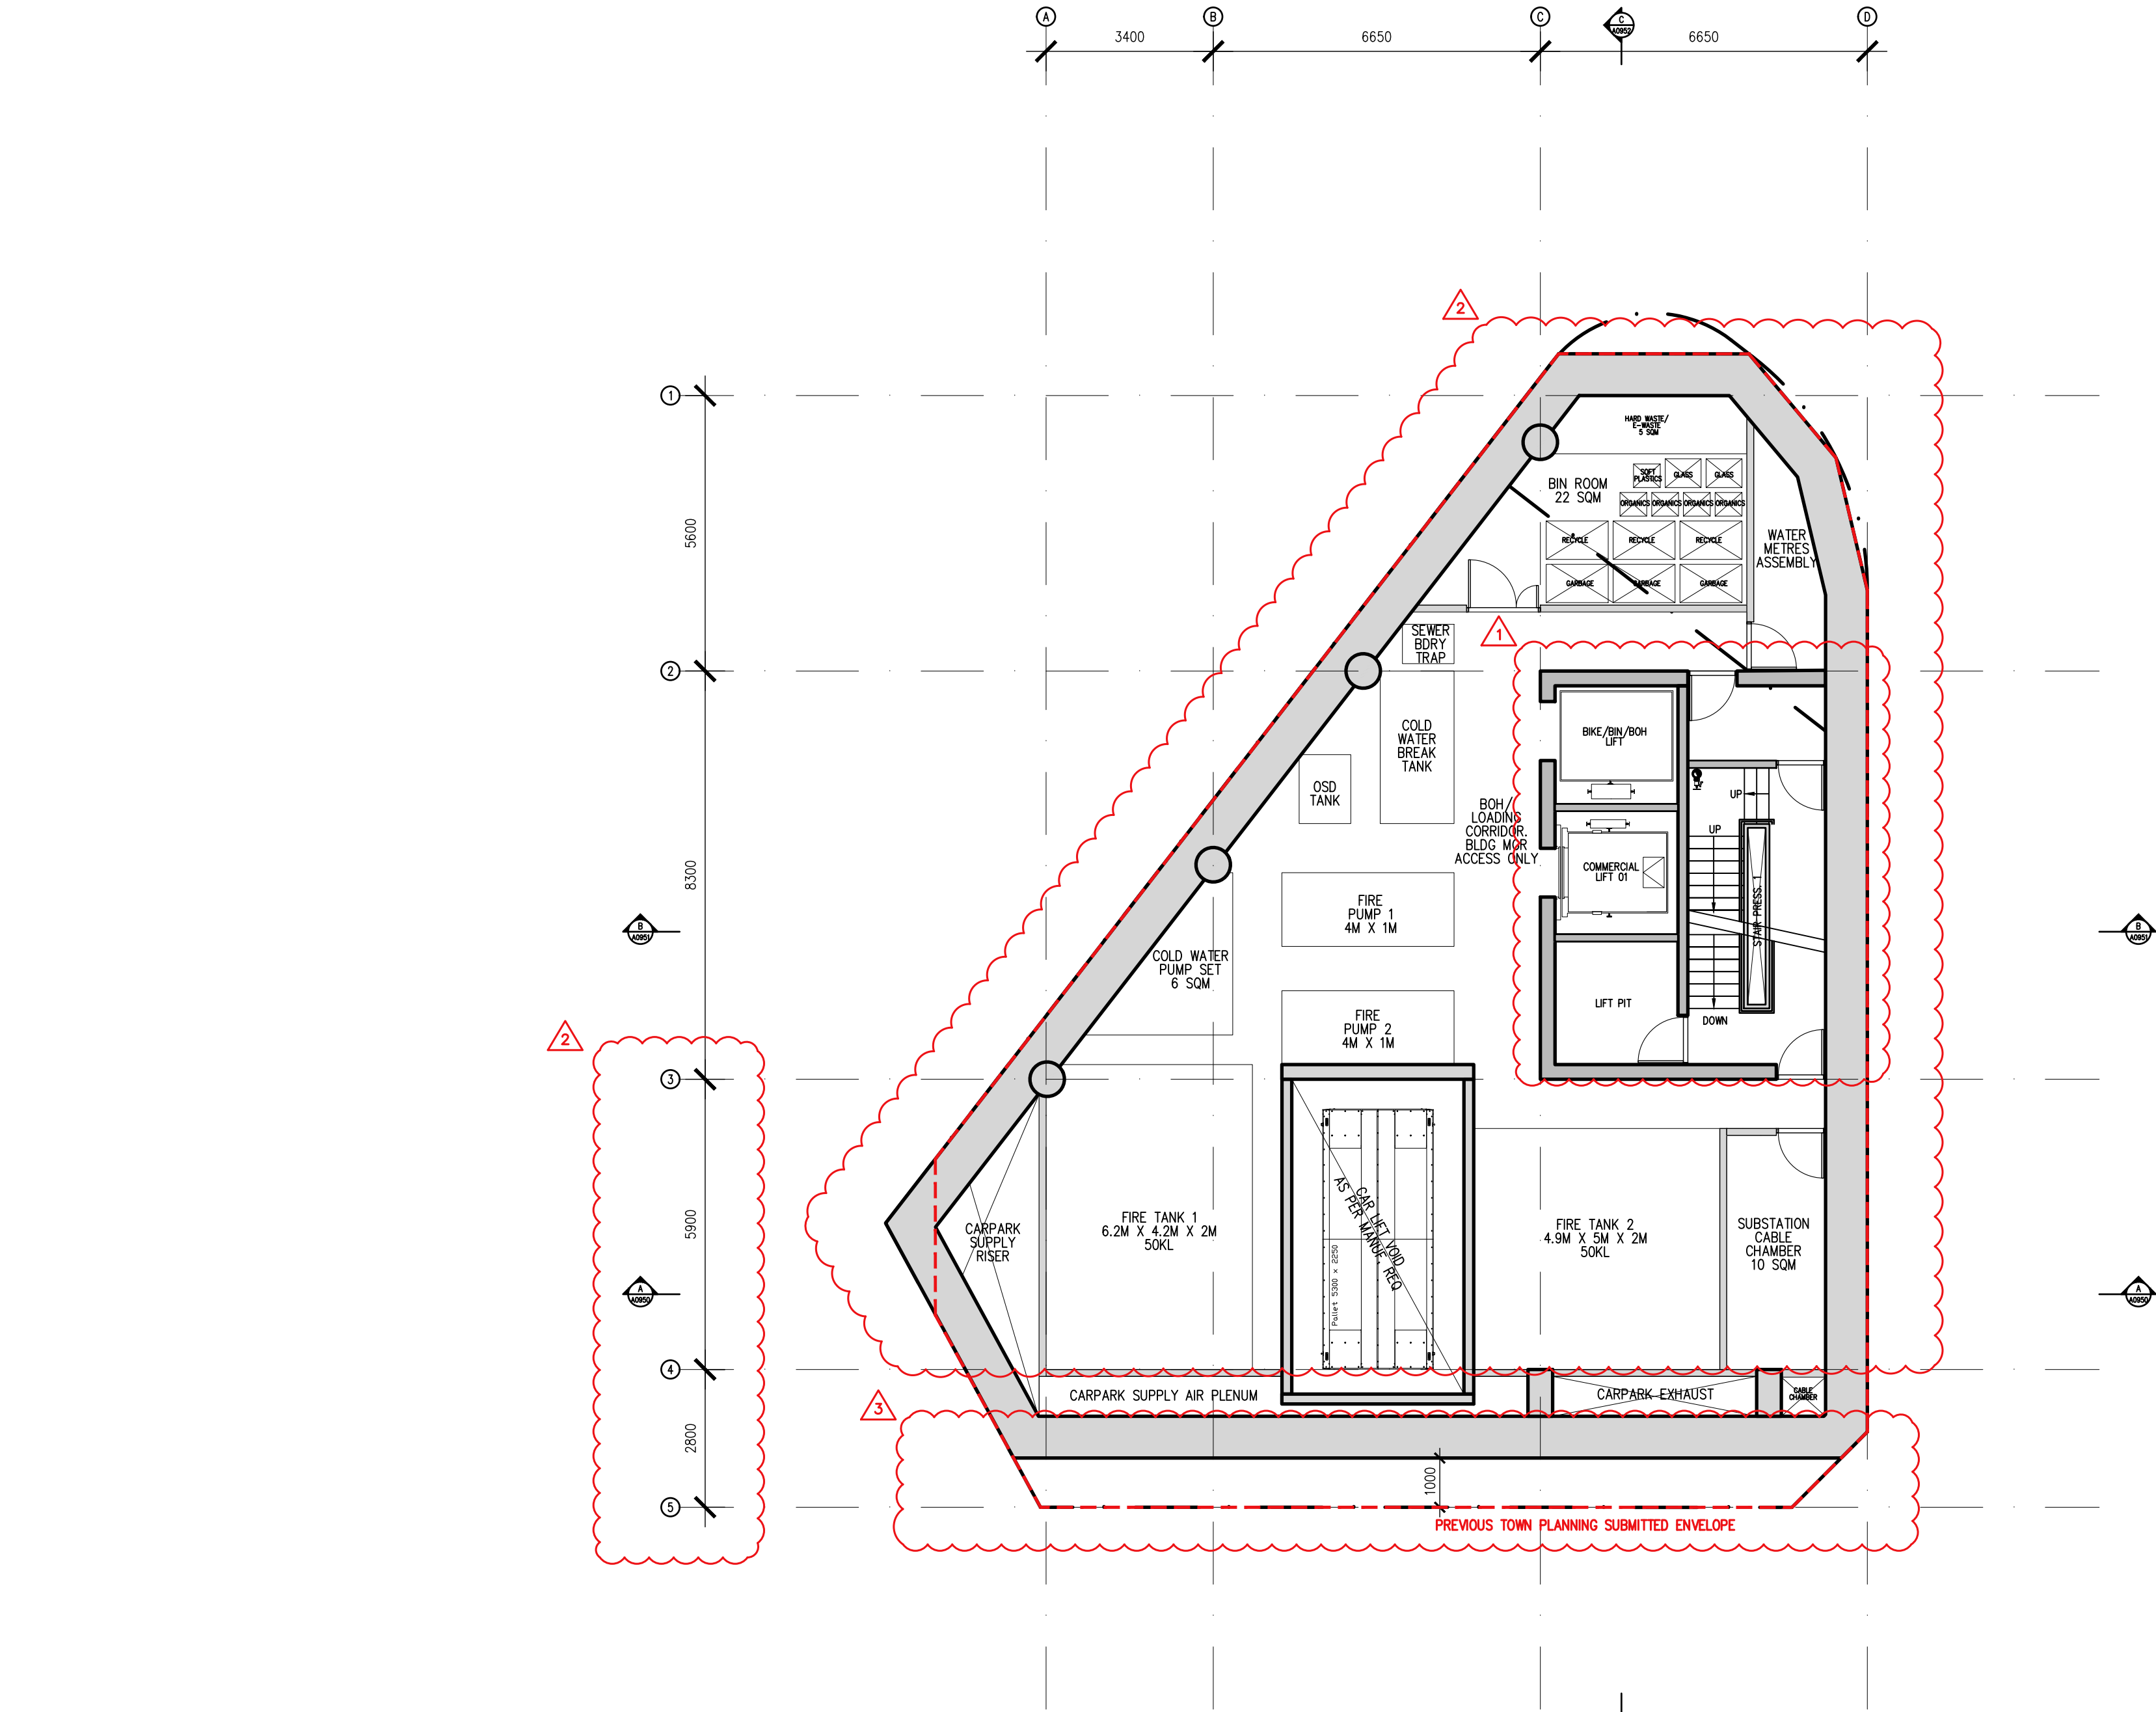 A
B
C
C
A0952
D
3400
6650
6650
2
1
HARD WASTE/
E-WASTE
5 SQM
SOFT
PLASTICS
GLASS
GLASS
BIN ROOM
22 SQM
ORGANICS
ORGANICS
ORGANICS
ORGANICS
RECYCLE
RECYCLE
RECYCLE
5600
WATER
METRES
ASSEMBLY
GARBAGE
GARBAGE
GARBAGE
SEWER
BDRY
TRAP
1
2
COLD
WATER
BREAK
TANK
BIKE/BIN/BOH
LIFT
OSD
TANK
UP
UP
BOH/
LOADING
CORRIDOR.
BLDG MGR
ACCESS ONLY
8300
COMMERCIAL
LIFT 01
STAIR PRESS. 1
FIRE
PUMP 1
4M X 1M
B
A0951
B
A0951
COLD WATER
PUMP SET
6 SQM
LIFT PIT
FIRE
PUMP 2
4M X 1M
DOWN
2
3
CARPARK
SUPPLY
RISER
FIRE TANK 1
6.2M X 4.2M X 2M
50KL
CAR LIFT VOID
AS PER MANUF. REQ
Pallet 5300 x 2250
FIRE TANK 2
4.9M X 5M X 2M
50KL
SUBSTATION
CABLE
CHAMBER
10 SQM
5900
A
A0950
A
A0950
4
CARPARK SUPPLY AIR PLENUM
CARPARK EXHAUST
CABLE
CHAMBER
3
2800
1000
5
PREVIOUS TOWN PLANNING SUBMITTED ENVELOPE